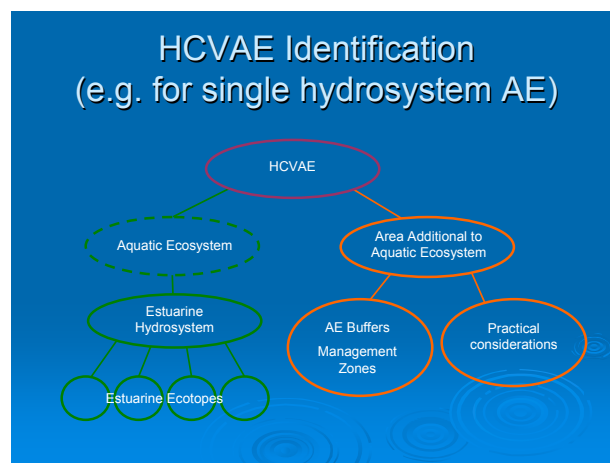 HCVAE Identification
(e.g. for single hydrosystem AE)
HCVAE
Aquatic Ecosystem
Area Additional to
Aquatic Ecosystem
Estuarine
Hydrosystem
AE Buffers
Management
Zones
Practical
considerations
Estuarine Ecotopes